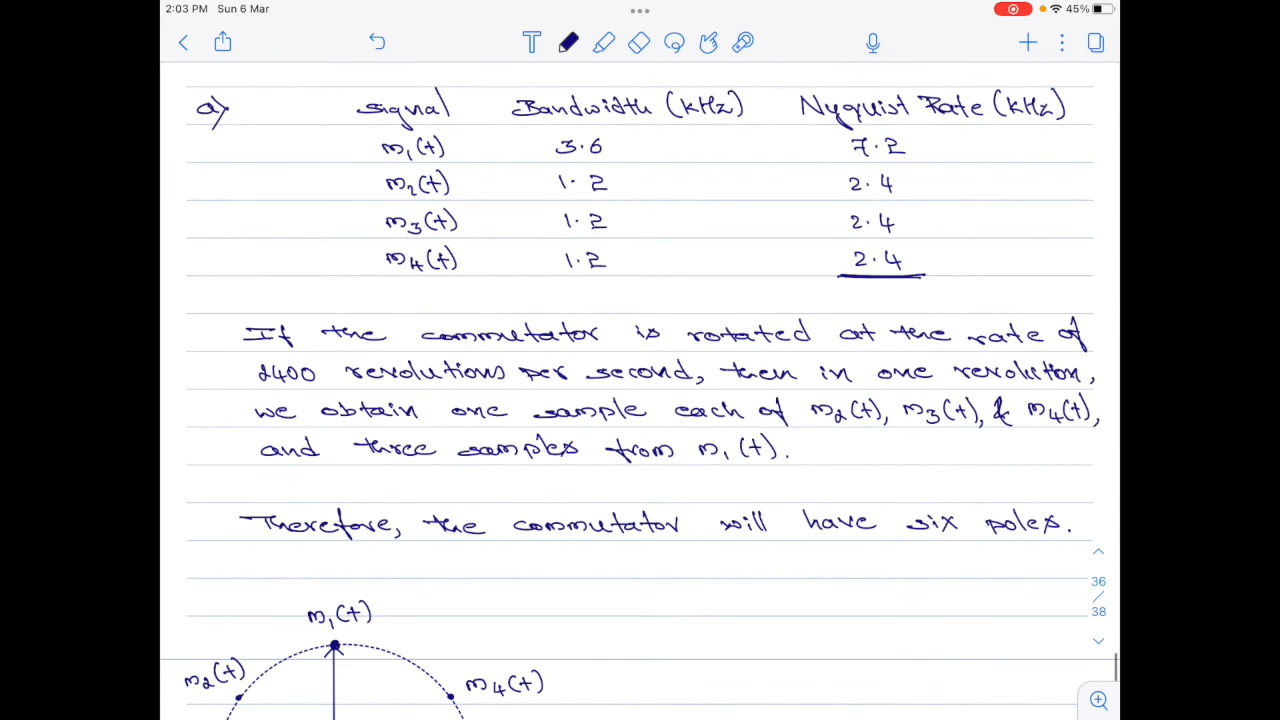 2:03 PM Sun 6 Mar
45%
a)
Signal Bandwidth (kHz) Nyquist Rate (kHz)
m₁(t) 3.6 7.2
m₂(t) 1.2 2.4
m₃(t) 1.2 2.4
m₄(t) 1.2 2.4
If the commutator is rotated at the rate of
2400 revolutions per second, then in one revolution,
we obtain one sample each of m₂(t), m₃(t), & m₄(t),
and three samples from m₁(t).
Therefore, the commutator will have six poles.
36
/
38
m₁(t)
m₂(t) m₄(t)